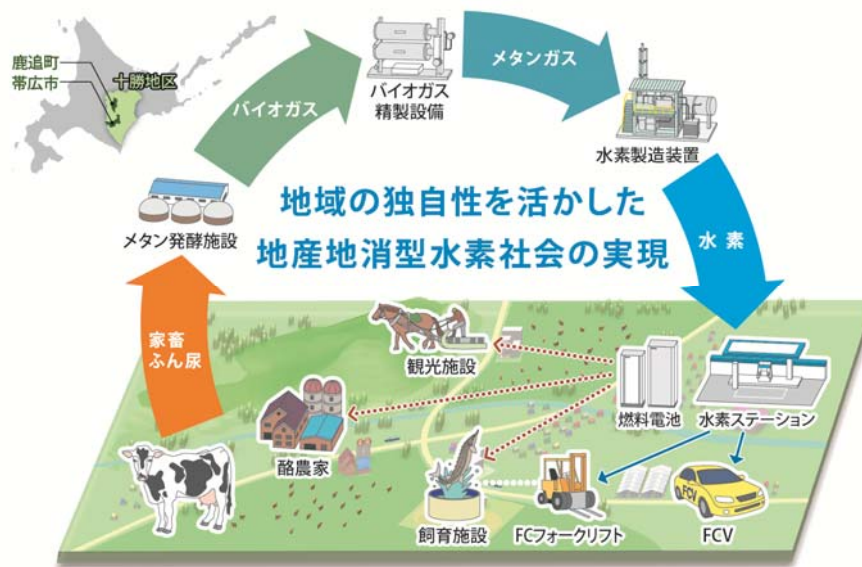 鹿追町
帯広市
十勝地区
バイオガス
バイオガス
精製設備
メタンガス
水素製造装置
メタン発酵施設
地域の独自性を活かした
地産地消型水素社会の実現
水素
家畜
ふん尿
観光施設
燃料電池
水素ステーション
酪農家
飼育施設
FCフォークリフト
FCV
FCV